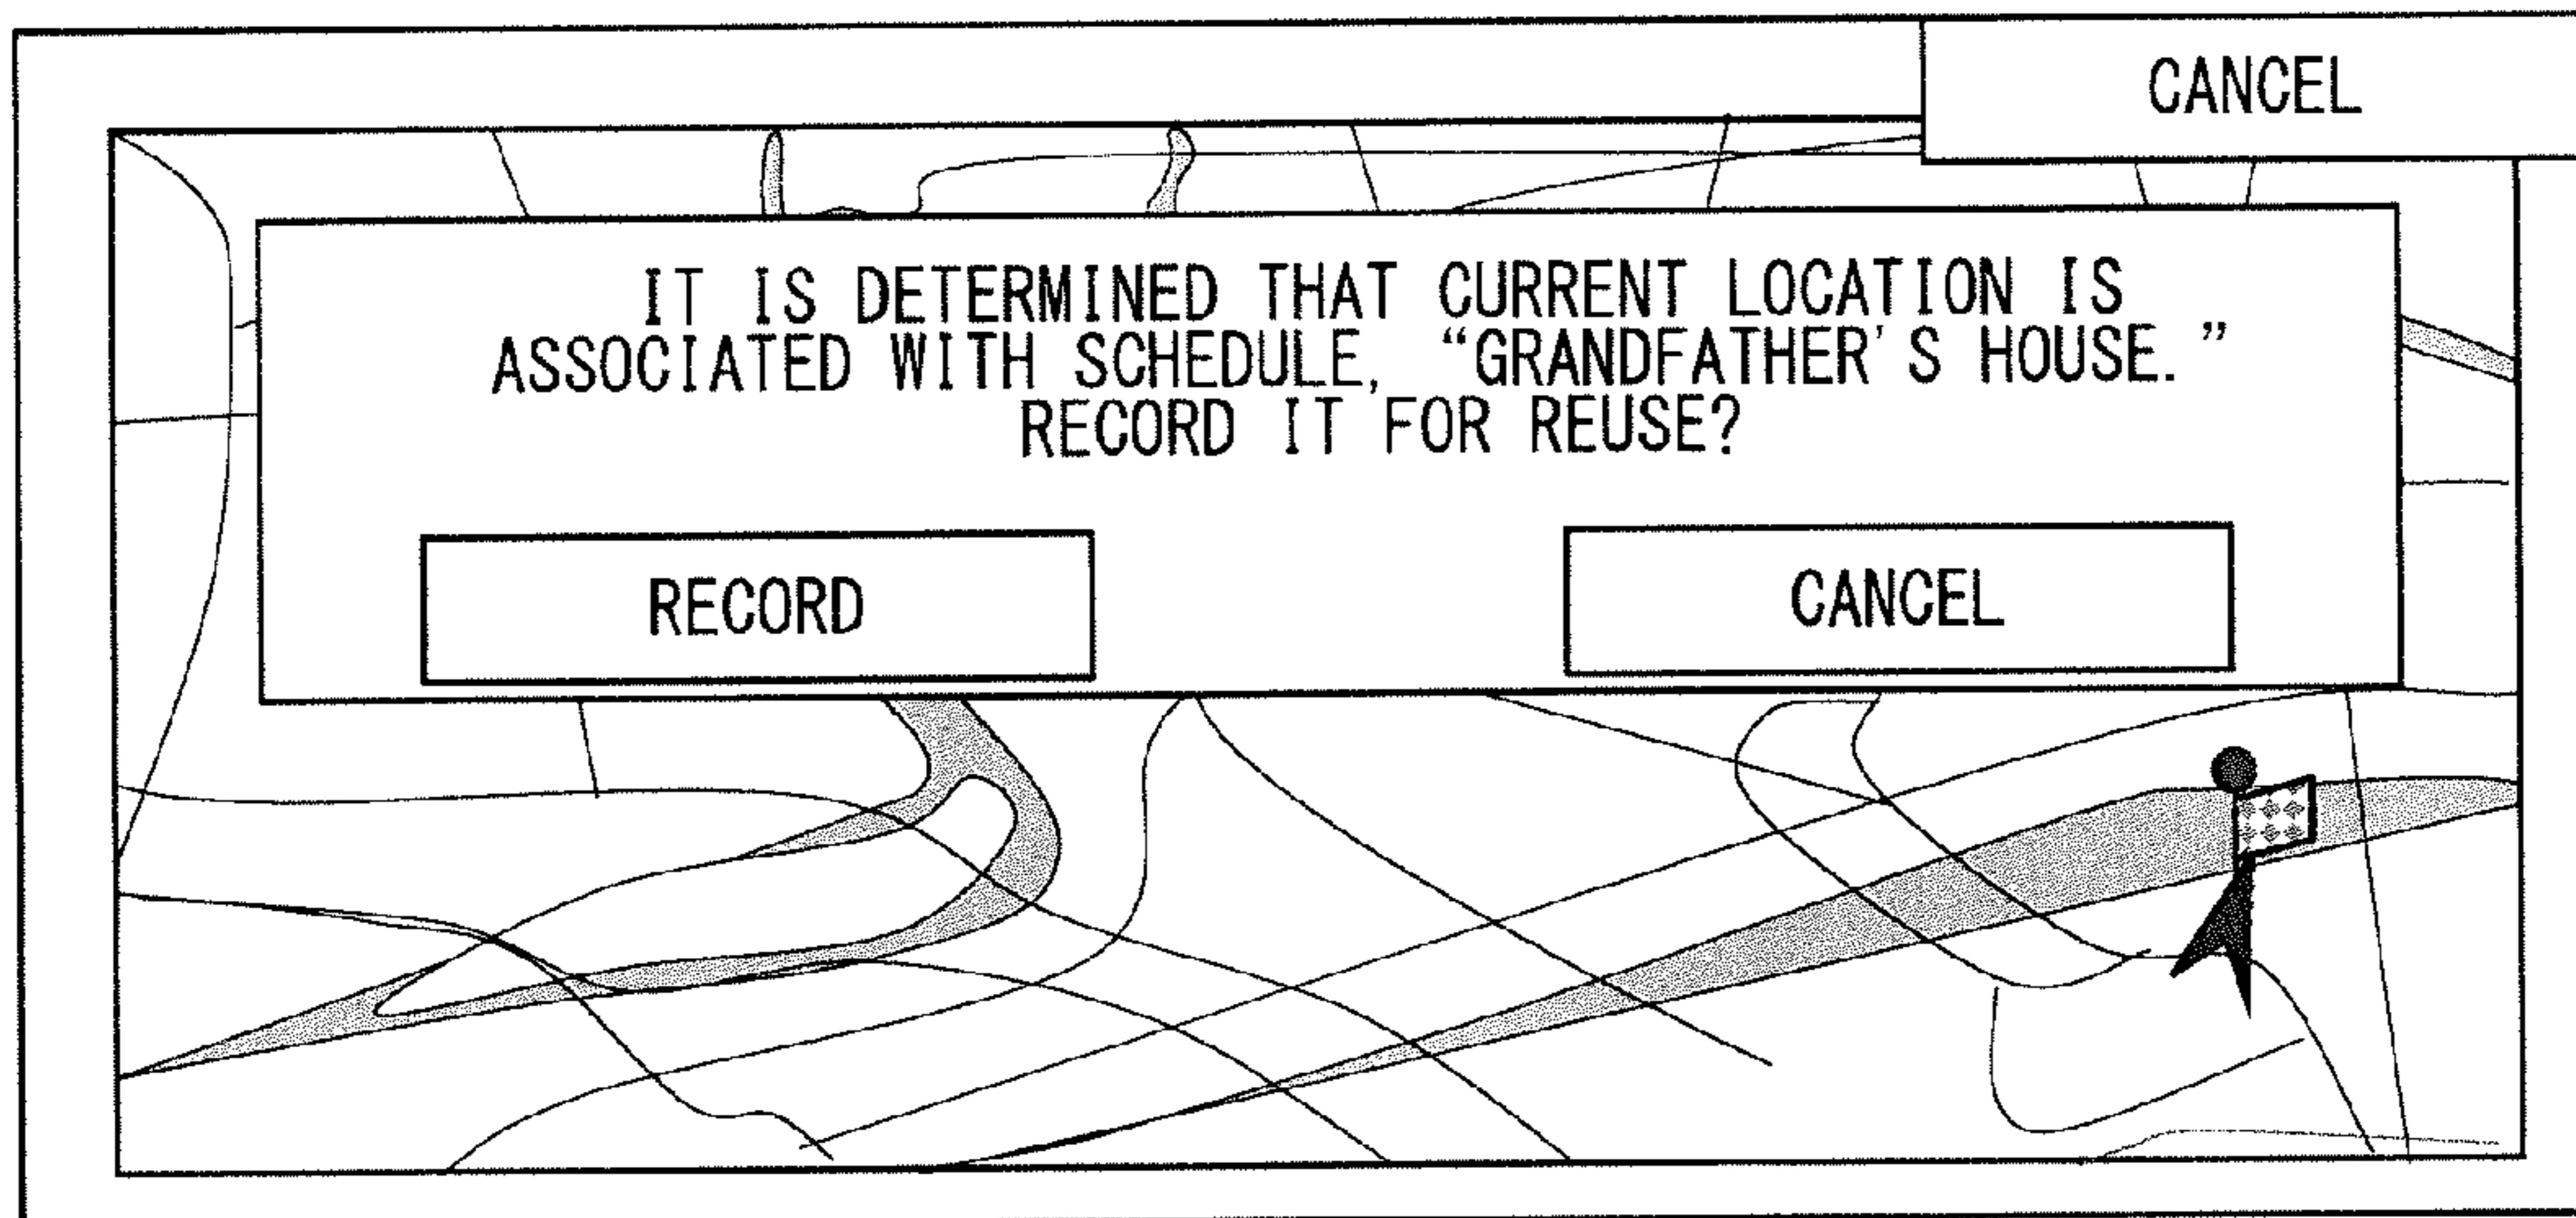 CANCEL
IT IS DETERMINED THAT CURRENT LOCATION IS
ASSOCIATED WITH SCHEDULE, “GRANDFATHER'S HOUSE.”
RECORD IT FOR REUSE?
RECORD
CANCEL